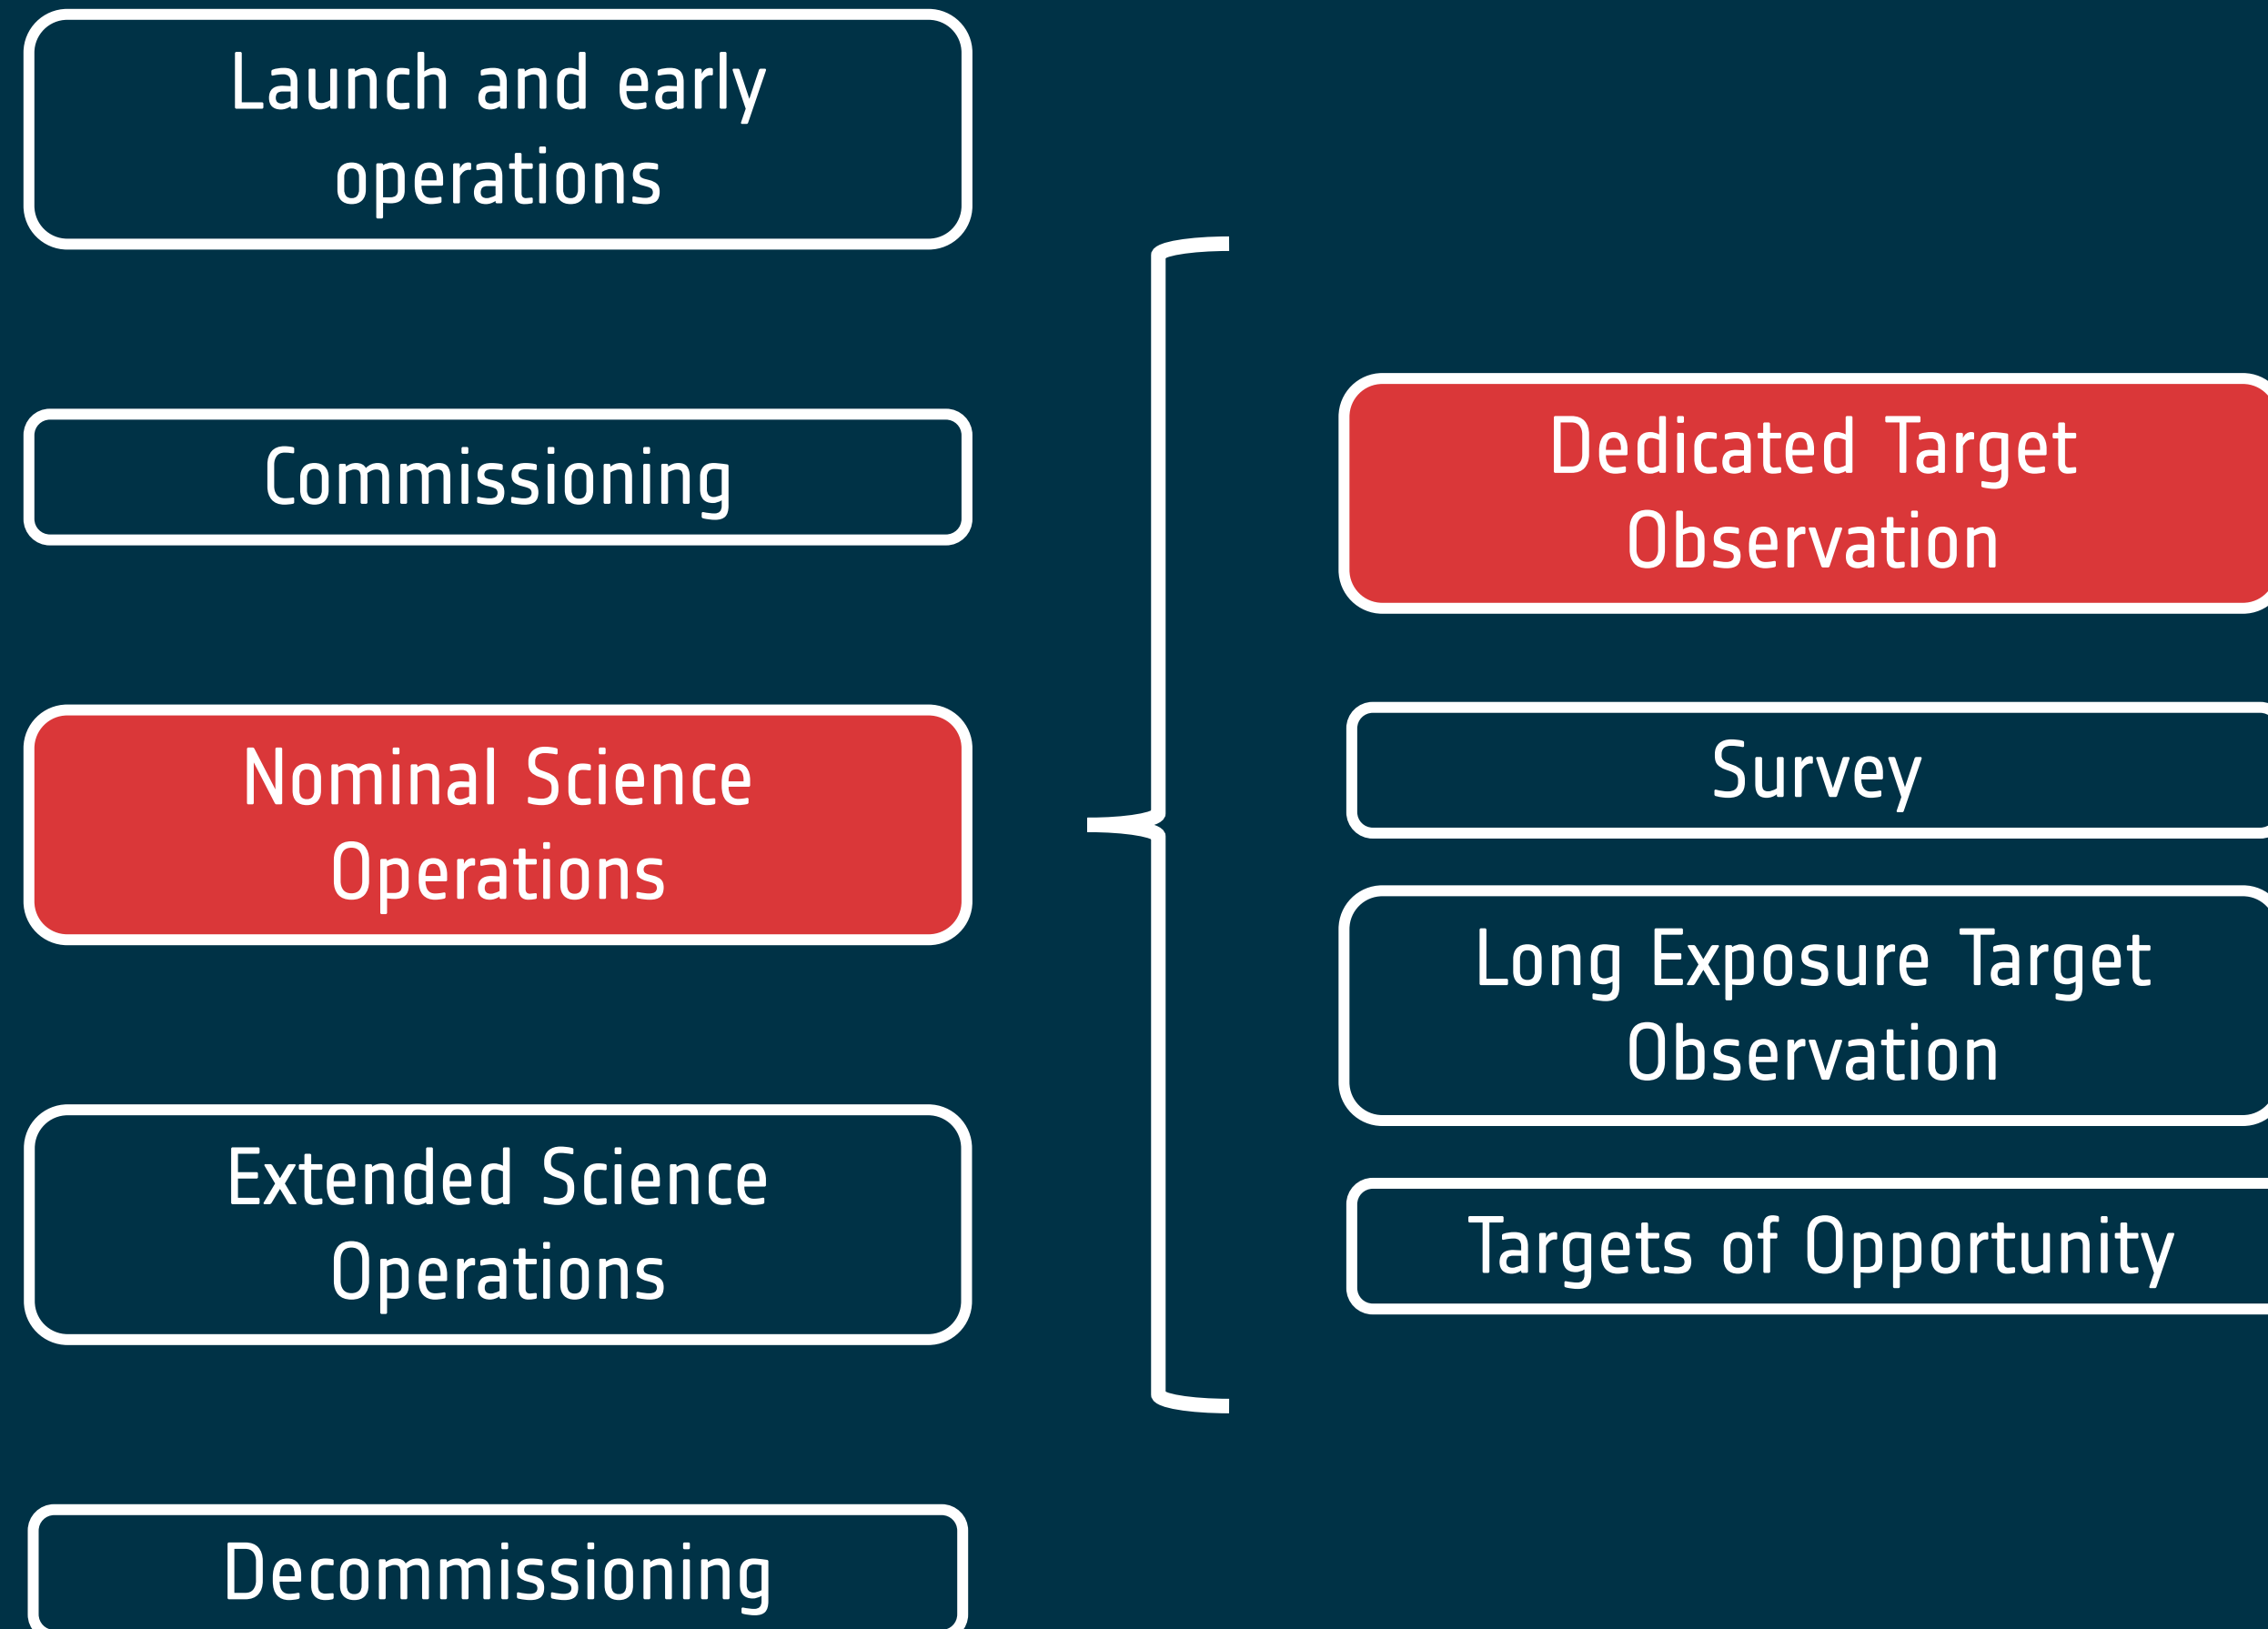 Launch and early
operations
Commissioning
Nominal Science
Operations
Extended Science
Operations
Decommissioning
Dedicated Target
Observation
Survey
Long Exposure Target
Observation
Targets of Opportunity